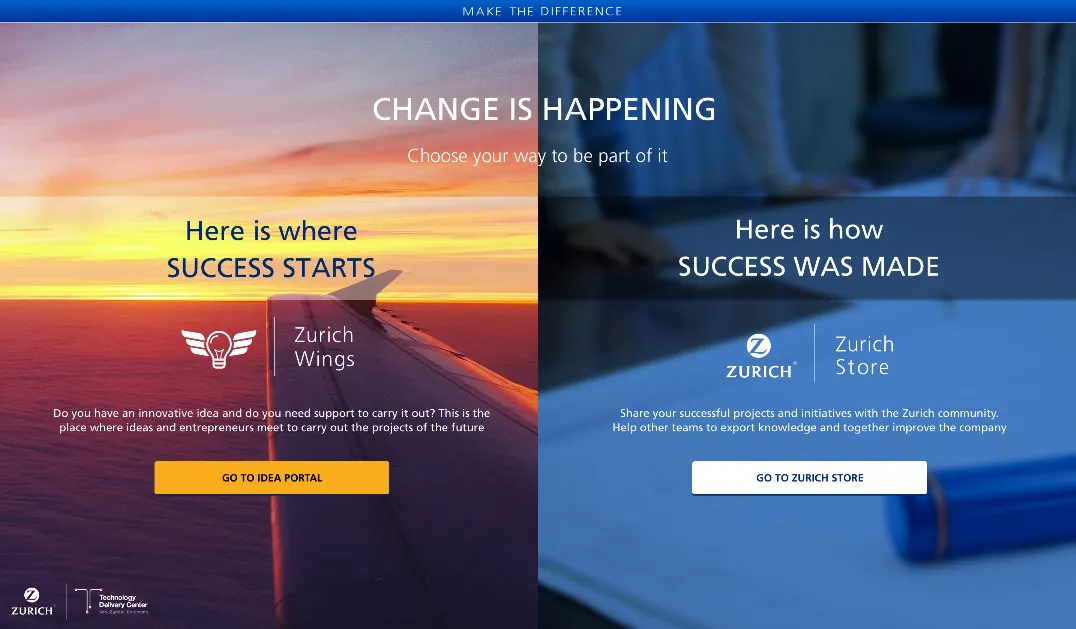 MAKE THE DIFFERENCE
CHANGE IS HAPPENING
Choose your way to be part of it
Here is where
SUCCESS STARTS
Zurich
Wings
Do you have an innovative idea and do you need support to carry it out? This is the
place where ideas and entrepreneurs meet to carry out the projects of the future
GO TO IDEA PORTAL
Here is how
SUCCESS WAS MADE
ZURICH®
Zurich
Store
Share your successful projects and initiatives with the Zurich community.
Help other teams to export knowledge and together improve the company
GO TO ZURICH STORE
ZURICH
Technology
Delivery Center